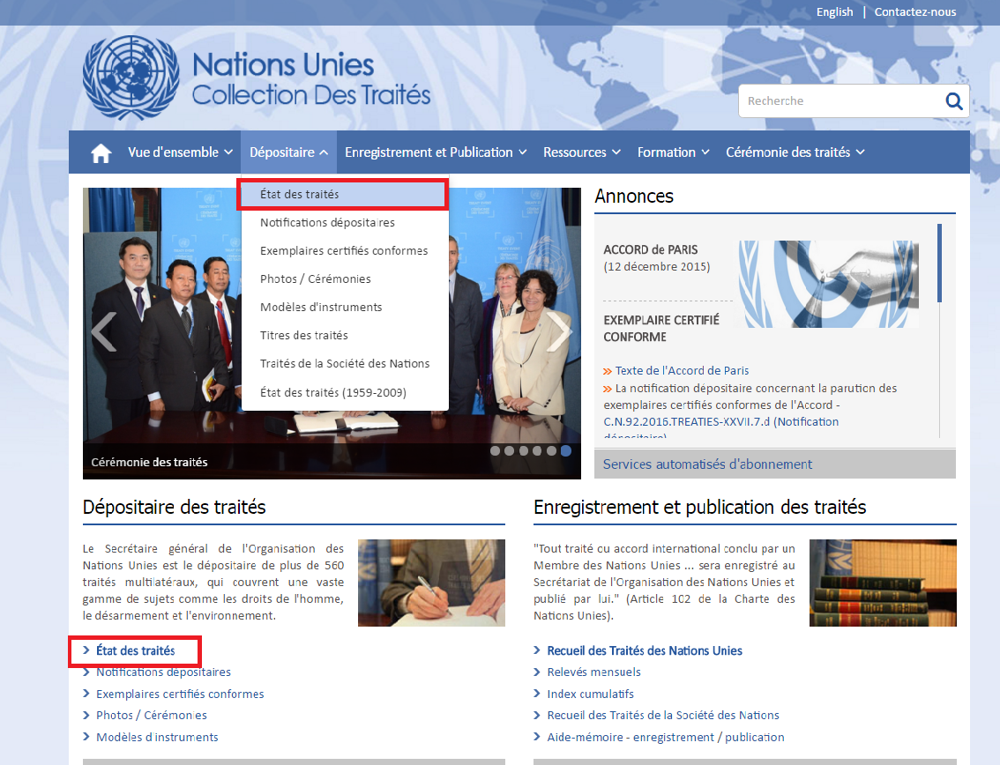 English | Contactez-nous
Nations Unies
Collection Des Traités
Recherche
Vue d'ensemble Dépositaire Enregistrement et Publication Ressources Formation Cérémonie des traités
État des traités
Notifications dépositaires
Exemplaires certifiés conformes
Photos / Cérémonies
Modèles d'instruments
Titres des traités
Traités de la Société des Nations
État des traités (1959-2009)
Cérémonie des traités
Annonces
ACCORD de PARIS
(12 décembre 2015)
EXEMPLAIRE CERTIFIÉ
CONFORME
Texte de l'Accord de Paris
La notification dépositaire concernant la parution des
exemplaires certifiés conformes de l'Accord -
C.N.92.2016.TREATIES-XXVII.7.d (Notification
dépositaire)
Services automatisés d'abonnement
Dépositaire des traités
Le Secrétaire général de l'Organisation des
Nations Unies est le dépositaire de plus de 560
traités multilatéraux, qui couvrent une vaste
gamme de sujets comme les droits de l'homme,
le désarmement et l'environnement.
État des traités
Notifications dépositaires
Exemplaires certifiés conformes
Photos / Cérémonies
Modèles d'instruments
Enregistrement et publication des traités
"Tout traité ou accord international conclu par un
Membre des Nations Unies ... sera enregistré au
Secrétariat de l'Organisation des Nations Unies et
publié par lui." (Article 102 de la Charte des
Nations Unies).
Recueil des Traités des Nations Unies
Relevés mensuels
Index cumulatifs
Recueil des Traités de la Société des Nations
Aide-mémoire - enregistrement / publication